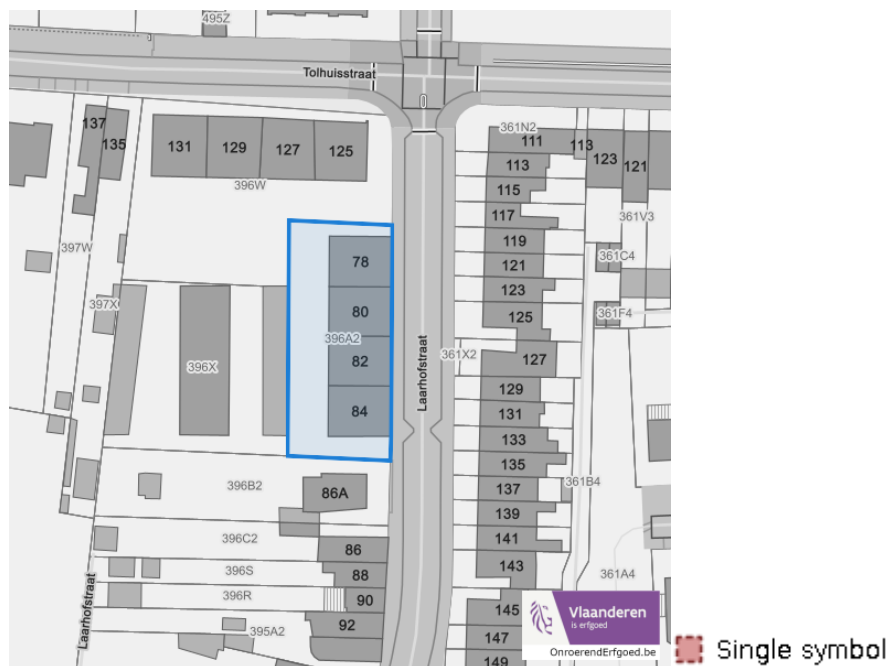 495Z
Tolhuisstraat
137
135
131
129
127
125
396W
361N2
111
113
123
121
113
115
117
361V3
119
121
361C4
123
125
361F4
127
361X2
129
131
133
135
361B4
137
139
141
143
361A4
145
147
149
397W
397X
396X
78
80
396A2
82
84
Laarhofstraat
396B2
86A
396C2
86
396S
88
396R
90
395A2
92
Laarhofstraat
Vlaanderen
is erfgoed
OnroerendErfgoed.be
Single symbol